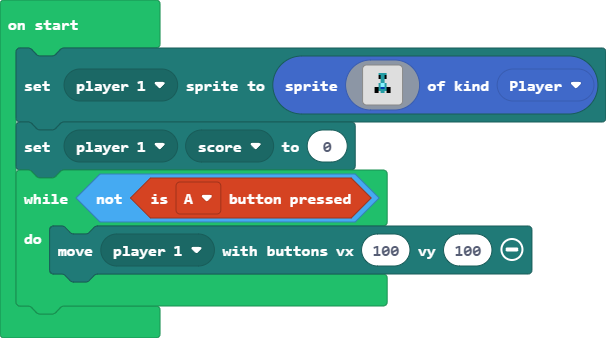 on start
set player 1 sprite to sprite of kind Player
set player 1 score to 0
while not is A button pressed
do move player 1 with buttons vx 100 vy 100